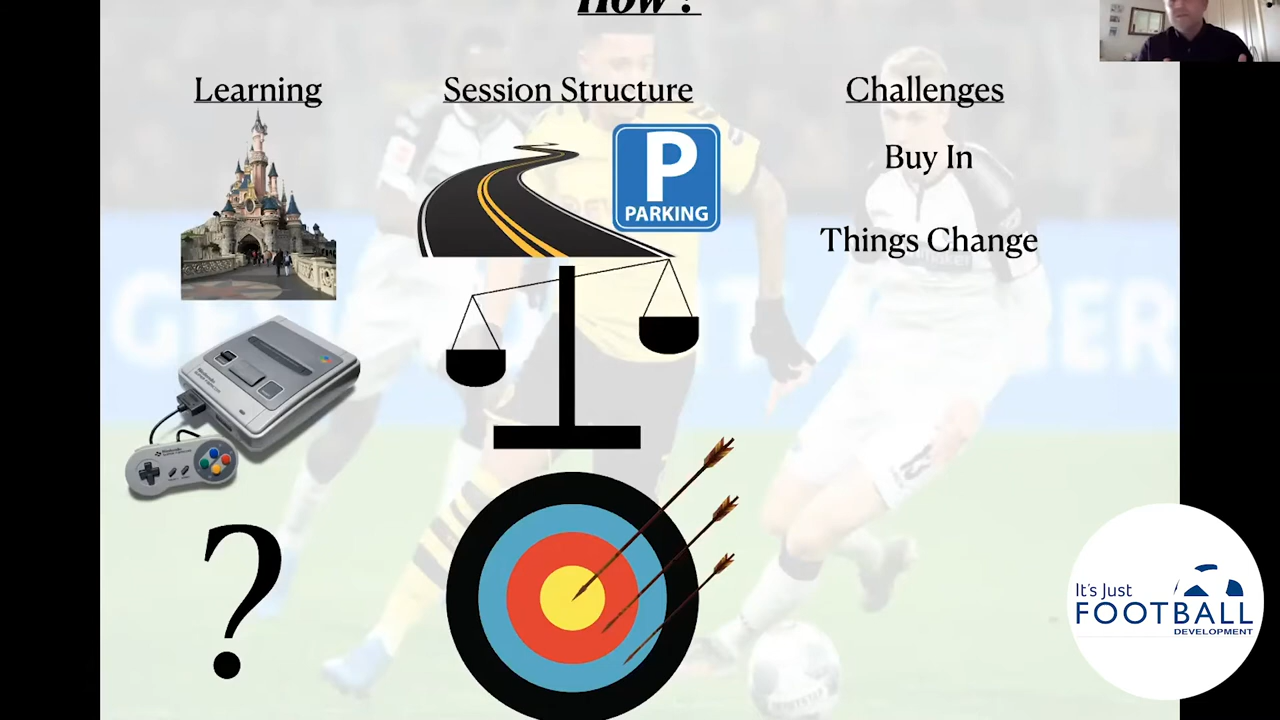 How ?
Learning
Session Structure
Challenges
P
PARKING
Buy In
Things Change
?
It's Just
FOOTBALL
DEVELOPMENT